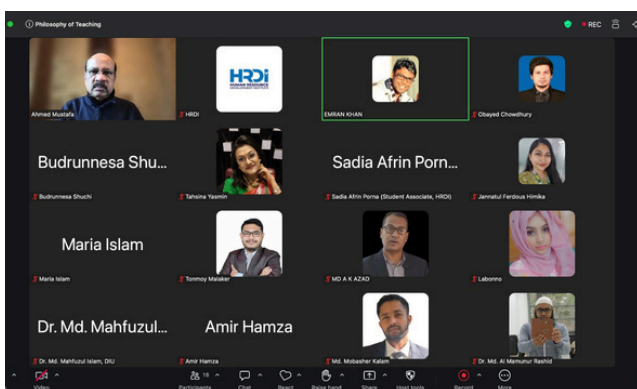 Philosophy of Teaching
REC
Ahmed Mustafa
HRDi
HUMAN RESOURCE
DEVELOPMENT INSTITUTE
HRDI
EMRAN KHAN
Obayed Chowdhury
Budrunnesa Shu...
Budrunnesa Shuchi
Tahsina Yasmin
Sadia Afrin Porn...
Sadia Afrin Porna (Student Associate, HRDI)
Jannatul Ferdous Himika
Maria Islam
Maria Islam
Tonmoy Malaker
MD A K AZAD
Labonno
Dr. Md. Mahfuzul...
Dr. Md. Mahfuzul Islam, DIU
Amir Hamza
Amir Hamza
Md. Mobasher Kalam
Dr. Md. Al Mamunur Rashid
Video
16
Participants
Chat
React
Raise hand
Share
Host tools
Record
More